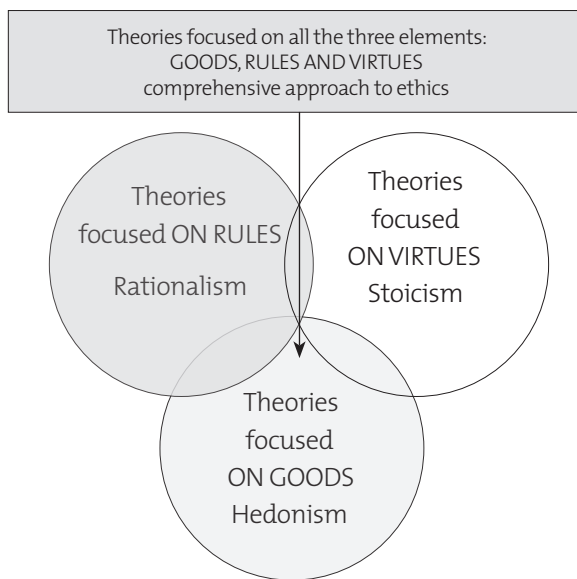 Theories focused on all the three elements:
GOODS, RULES AND VIRTUES
comprehensive approach to ethics
Theories
focused ON RULES
Rationalism
Theories
focused
ON VIRTUES
Stoicism
Theories
focused
ON GOODS
Hedonism